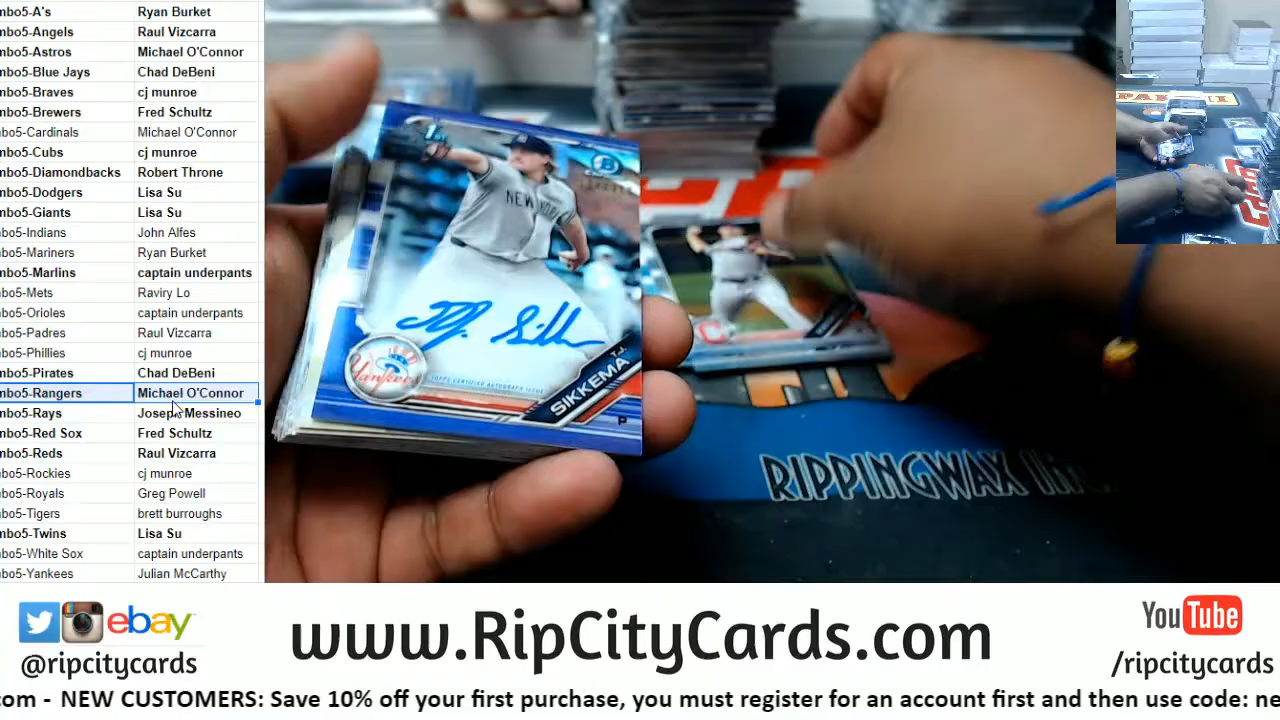 mbo5-A's Ryan Burket
mbo5-Angels Raul Vizcarra
mbo5-Astros Michael O'Connor
mbo5-Blue Jays Chad DeBeni
mbo5-Braves cj munroe
mbo5-Brewers Fred Schultz
mbo5-Cardinals Michael O'Connor
mbo5-Cubs cj munroe
mbo5-Diamondbacks Robert Throne
mbo5-Dodgers Lisa Su
mbo5-Giants Lisa Su
mbo5-Indians John Alfes
mbo5-Mariners Ryan Burket
mbo5-Marlins captain underpants
mbo5-Mets Raviry Lo
mbo5-Orioles captain underpants
mbo5-Padres Raul Vizcarra
mbo5-Phillies cj munroe
mbo5-Pirates Chad DeBeni
mbo5-Rangers Michael O'Connor
mbo5-Rays Joseph Messineo
mbo5-Red Sox Fred Schultz
mbo5-Reds Raul Vizcarra
mbo5-Rockies cj munroe
mbo5-Royals Greg Powell
mbo5-Tigers brett burroughs
mbo5-Twins Lisa Su
mbo5-White Sox captain underpants
mbo5-Yankees Julian McCarthy
1st
B
NEW YORK
T.J. Sikkema
Yankees
TOPPS CERTIFIED AUTOGRAPH ISSUE
T.J.
SIKKEMA
P
C
RIPPINGWAX
PANINI
ebay
@ripcitycards
www.RipCityCards.com
YouTube
/ripcitycards
com - NEW CUSTOMERS: Save 10% off your first purchase, you must register for an account first and then use code: ne